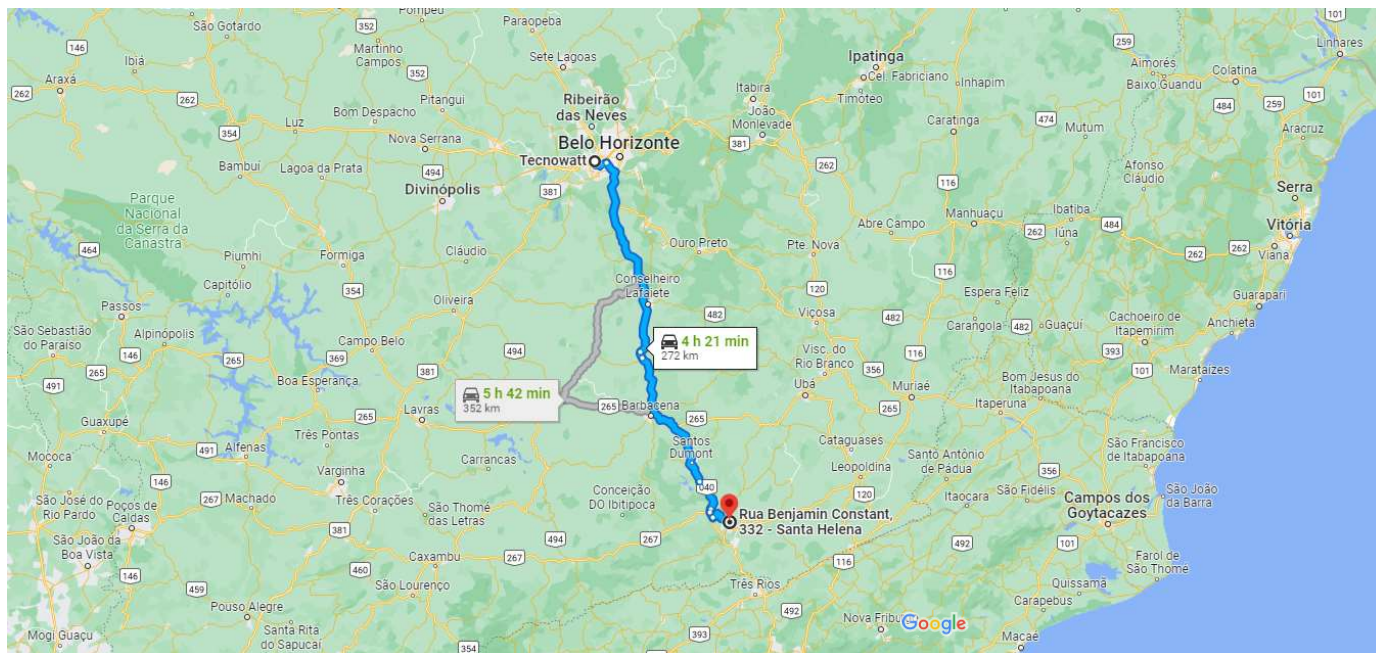 Pompéu
352
São Gotardo
Paraopeba
146
Ibiá
Martinho
Campos
352
Sete Lagoas
Ipatinga
Cel. Fabriciano
Inhapim
259
Aimorés
Baixo Guandu
Colatina
101
Linhares
Araxá
262
262
Pitangui
Ribeirão
das Neves
Itabira
João
Monlevade
Timóteo
484
259
101
Luz
Bom Despacho
354
Nova Serrana
Belo Horizonte
Tecnowatt
381
Caratinga
474
Mutum
Aracruz
Bambuí
Lagoa da Prata
494
Divinópolis
381
262
116
Afonso
Cláudio
Serra
Parque
Nacional
da Serra da
Canastra
Vitória
Viana
464
Piumhi
Formiga
Cláudio
Ouro Preto
Pte. Nova
Abre Campo
Manhuaçu
Ibatiba
Iúna
484
262
262
262
Capitólio
354
Conselheiro
Lafaiete
116
Espera Feliz
Guarapari
Passos
Oliveira
482
120
Viçosa
482
Carangola
482
Guaçuí
Cachoeiro de
Itapemirim
Anchieta
São Sebastião
do Paraíso
146
Alpinópolis
265
Campo Belo
369
494
4 h 21 min
272 km
Visc. do
Rio Branco
116
356
393
101
Marataízes
491
Boa Esperança
381
5 h 42 min
352 km
Ubá
Muriaé
Bom Jesus do
Itabapoana
Itaperuna
265
Lavras
265
Barbacena
265
265
Guaxupé
491
Alfenas
Três Pontas
Santos
Dumont
Cataguases
Santo Antônio
de Pádua
São Francisco
de Itabapoana
Mococa
Varginha
Carrancas
Leopoldina
356
491
040
São José do
Rio Pardo
Poços de
Caldas
267
Machado
Três Corações
São Thomé
das Letras
Conceição
DO Ibitipoca
120
Itaocara
São Fidélis
Campos dos
Goytacazes
São João
da Barra
Rua Benjamin Constant,
332 - Santa Helena
381
494
267
267
116
492
101
São João da
Boa Vista
146
Caxambu
460
Farol de
São Thomé
459
São Lourenço
Três Rios
Quissamã
Pouso Alegre
492
Carapebus
Santa Rita
do Sapucaí
Mogi Guaçu
354
393
Nova Fribu
Google
Macaé